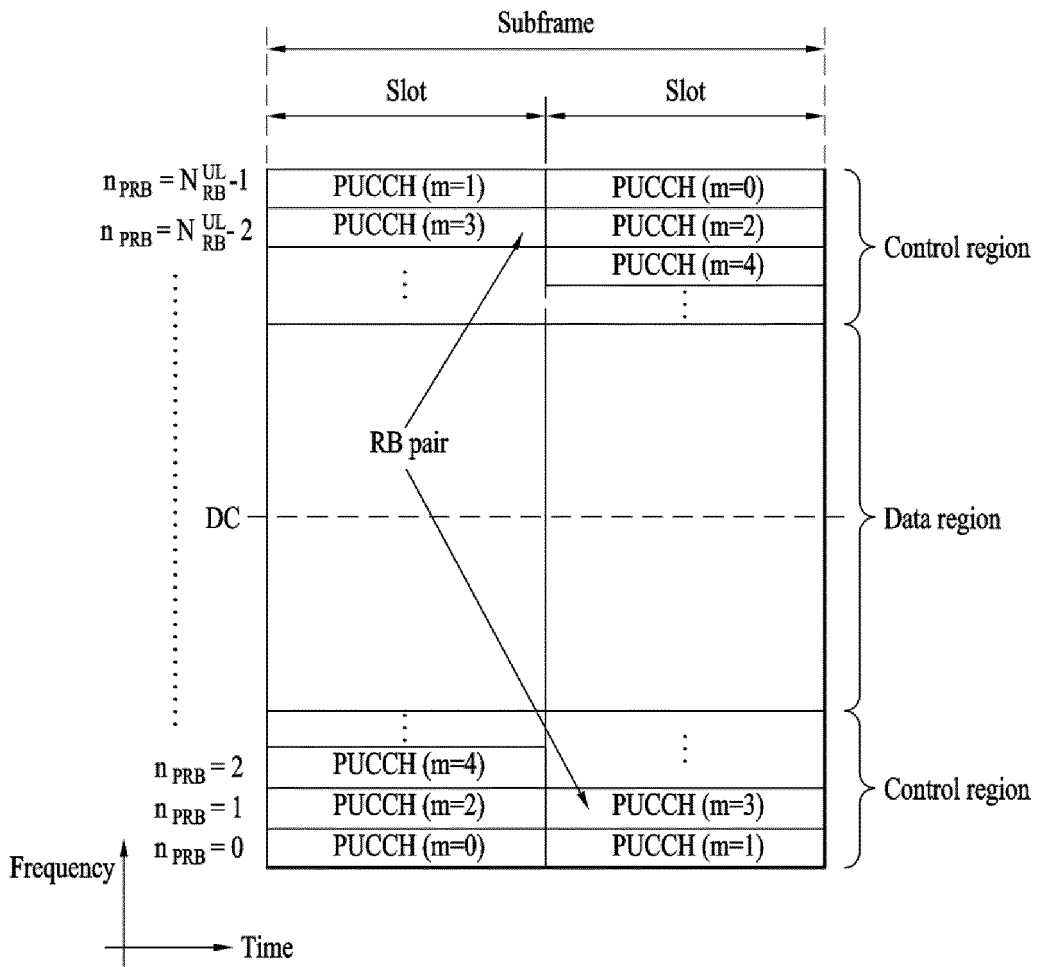 Subframe
Slot Slot
n PRB = N UL RB -1 PUCCH (m=1) PUCCH (m=0)
n PRB = N UL RB - 2 PUCCH (m=3) PUCCH (m=2)
PUCCH (m=4)
Control region
RB pair
DC
Data region
n PRB = 2 PUCCH (m=4)
n PRB = 1 PUCCH (m=2) PUCCH (m=3)
Control region
n PRB = 0 PUCCH (m=0) PUCCH (m=1)
Frequency
Time